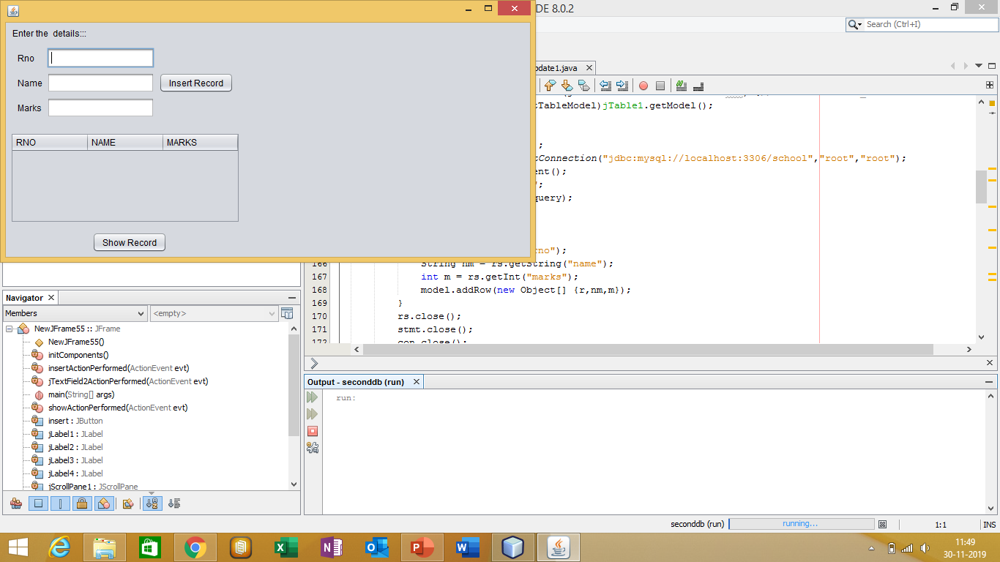 DE 8.0.2
Search (Ctrl+I)
Enter the  details:::
Rno
Name
Insert Record
Marks
RNO NAME MARKS
Show Record
pdate1.java
tTableModel)jTable1.getModel();
;
tConnection("jdbc:mysql://localhost:3306/school","root","root");
ent();
";
query);
rno");
166 String nm = rs.getString("name");
167 int m = rs.getInt("marks");
168 model.addRow(new Object[] {r,nm,m});
169 }
170 rs.close();
171 stmt.close();
172 con.close();
Navigator
Members <empty>
NewJFrame55 :: JFrame
NewJFrame55()
initComponents()
insertActionPerformed(ActionEvent evt)
jTextField2ActionPerformed(ActionEvent evt)
main(String[] args)
showActionPerformed(ActionEvent evt)
insert : JButton
jLabel1 : JLabel
jLabel2 : JLabel
jLabel3 : JLabel
jLabel4 : JLabel
jScrollPane1 : JScrollPane
Output - seconddb (run)
run:
seconddb (run) running... 1:1 INS
11:49
30-11-2019